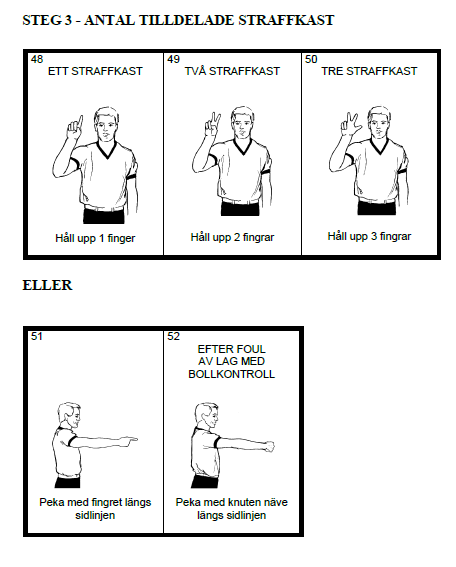 STEG 3 - ANTAL TILLDELADE STRAFFKAST
48
ETT STRAFFKAST
Håll upp 1 finger
49
TVÅ STRAFFKAST
Håll upp 2 fingrar
50
TRE STRAFFKAST
Håll upp 3 fingrar
ELLER
51
Peka med fingret längs
sidlinjen
52
EFTER FOUL
AV LAG MED
BOLLKONTROLL
Peka med knuten näve
längs sidlinjen